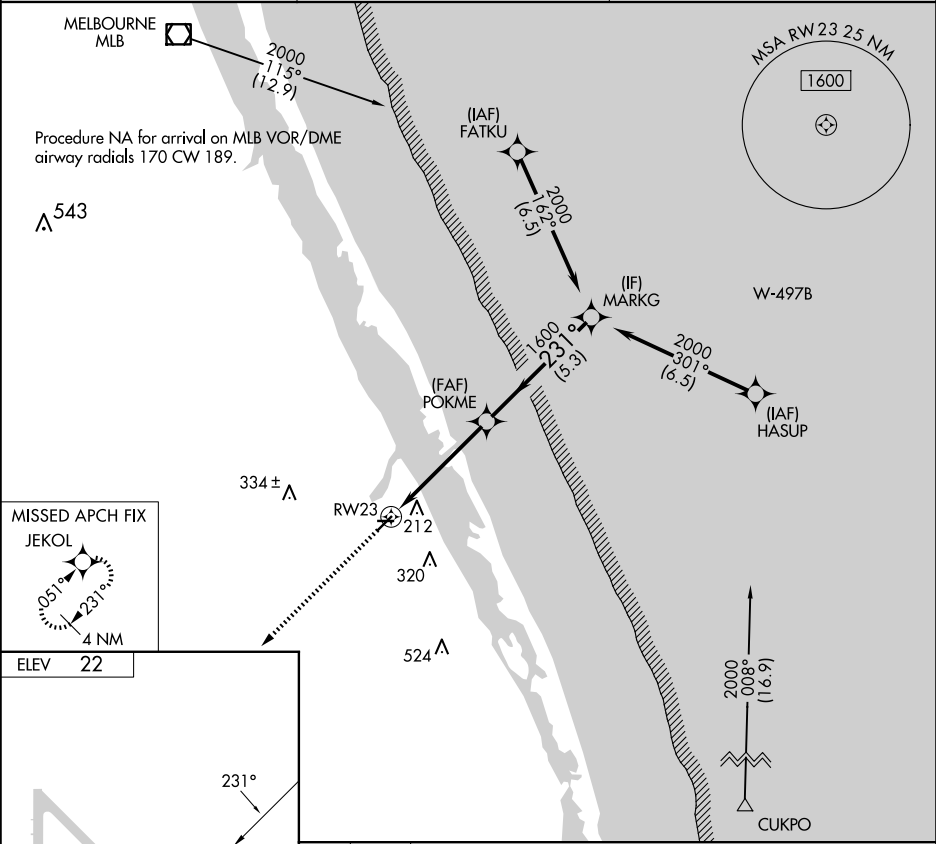 MELBOURNE
MLB
2000
115°
(12.9)
MSA RW 23 25 NM
1600
(IAF)
FATKU
Procedure NA for arrival on MLB VOR/DME
airway radials 170 CW 189.
543
2000
162°
(6.5)
(IF)
MARKG
W-497B
1600
231°
(5.3)
2000
301°
(6.5)
(FAF)
POKME
(IAF)
HASUP
334 ±
RW23
212
MISSED APCH FIX
JEKOL
051°
231°
4 NM
320
524
ELEV 22
2000
008°
(16.9)
231°
CUKPO